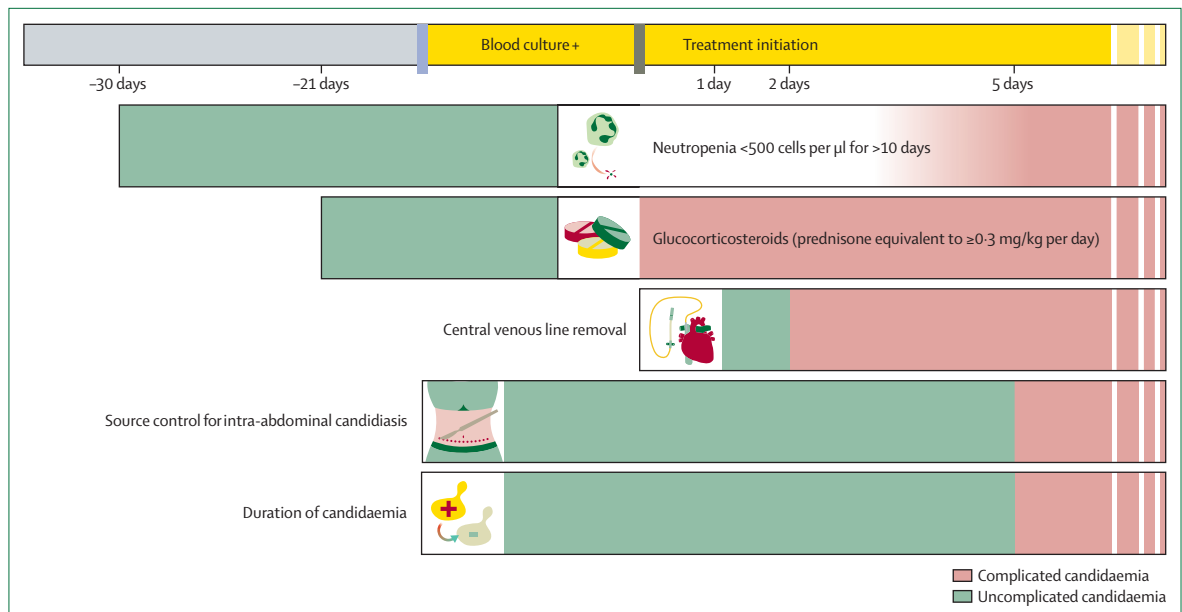 Blood culture+
Treatment initiation
–30 days
–21 days
1 day
2 days
5 days
Neutropenia <500 cells per µl for >10 days
Glucocorticosteroids (prednisone equivalent to ≥0·3 mg/kg per day)
Central venous line removal
Source control for intra-abdominal candidiasis
Duration of candidaemia
Complicated candidaemia
Uncomplicated candidaemia